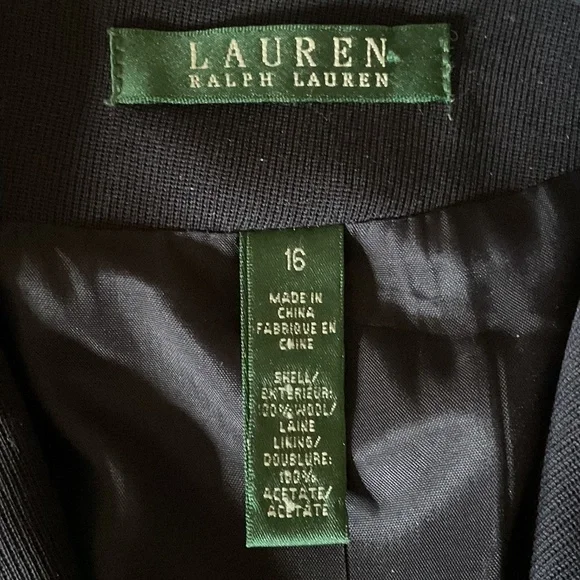 LAUREN
RALPH LAUREN
16
MADE IN
CHINA
FABRIQUE EN
CHINE
SHELL/
EXTERIEUR:
100% WOOL/
LAINE
LINING/
DOUBLURE:
100%
ACETATE/
ACETATE